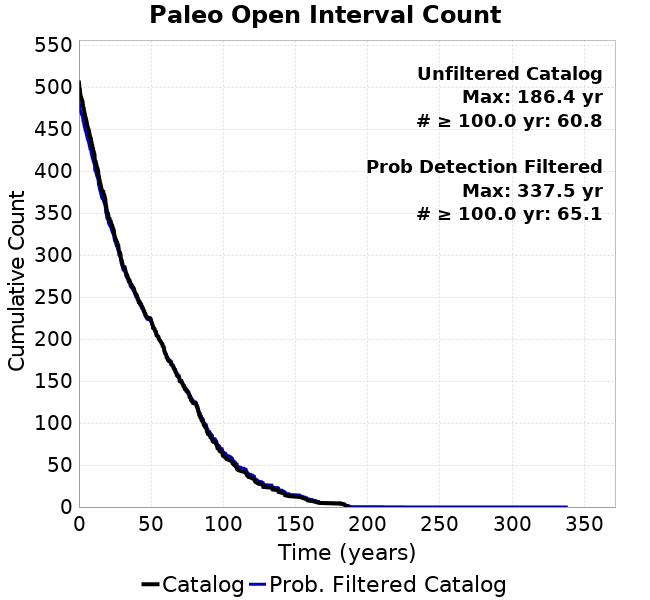 Paleo Open Interval Count
Unfiltered Catalog
Max: 186.4 yr
# ≥ 100.0 yr: 60.8
Prob Detection Filtered
Max: 337.5 yr
# ≥ 100.0 yr: 65.1
Cumulative Count
550
500
450
400
350
300
250
200
150
100
50
0
0 50 100 150 200 250 300 350
Time (years)
Catalog Prob. Filtered Catalog